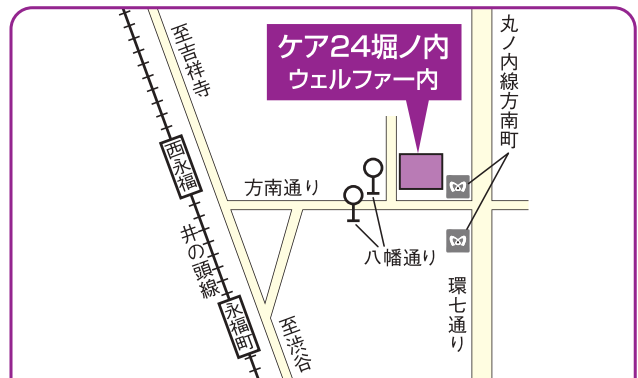 ケア24堀ノ内
ウェルファー内
丸ノ内線方南町
至吉祥寺
西永福
方南通り
井の頭線
八幡通り
環七通り
永福町
至渋谷